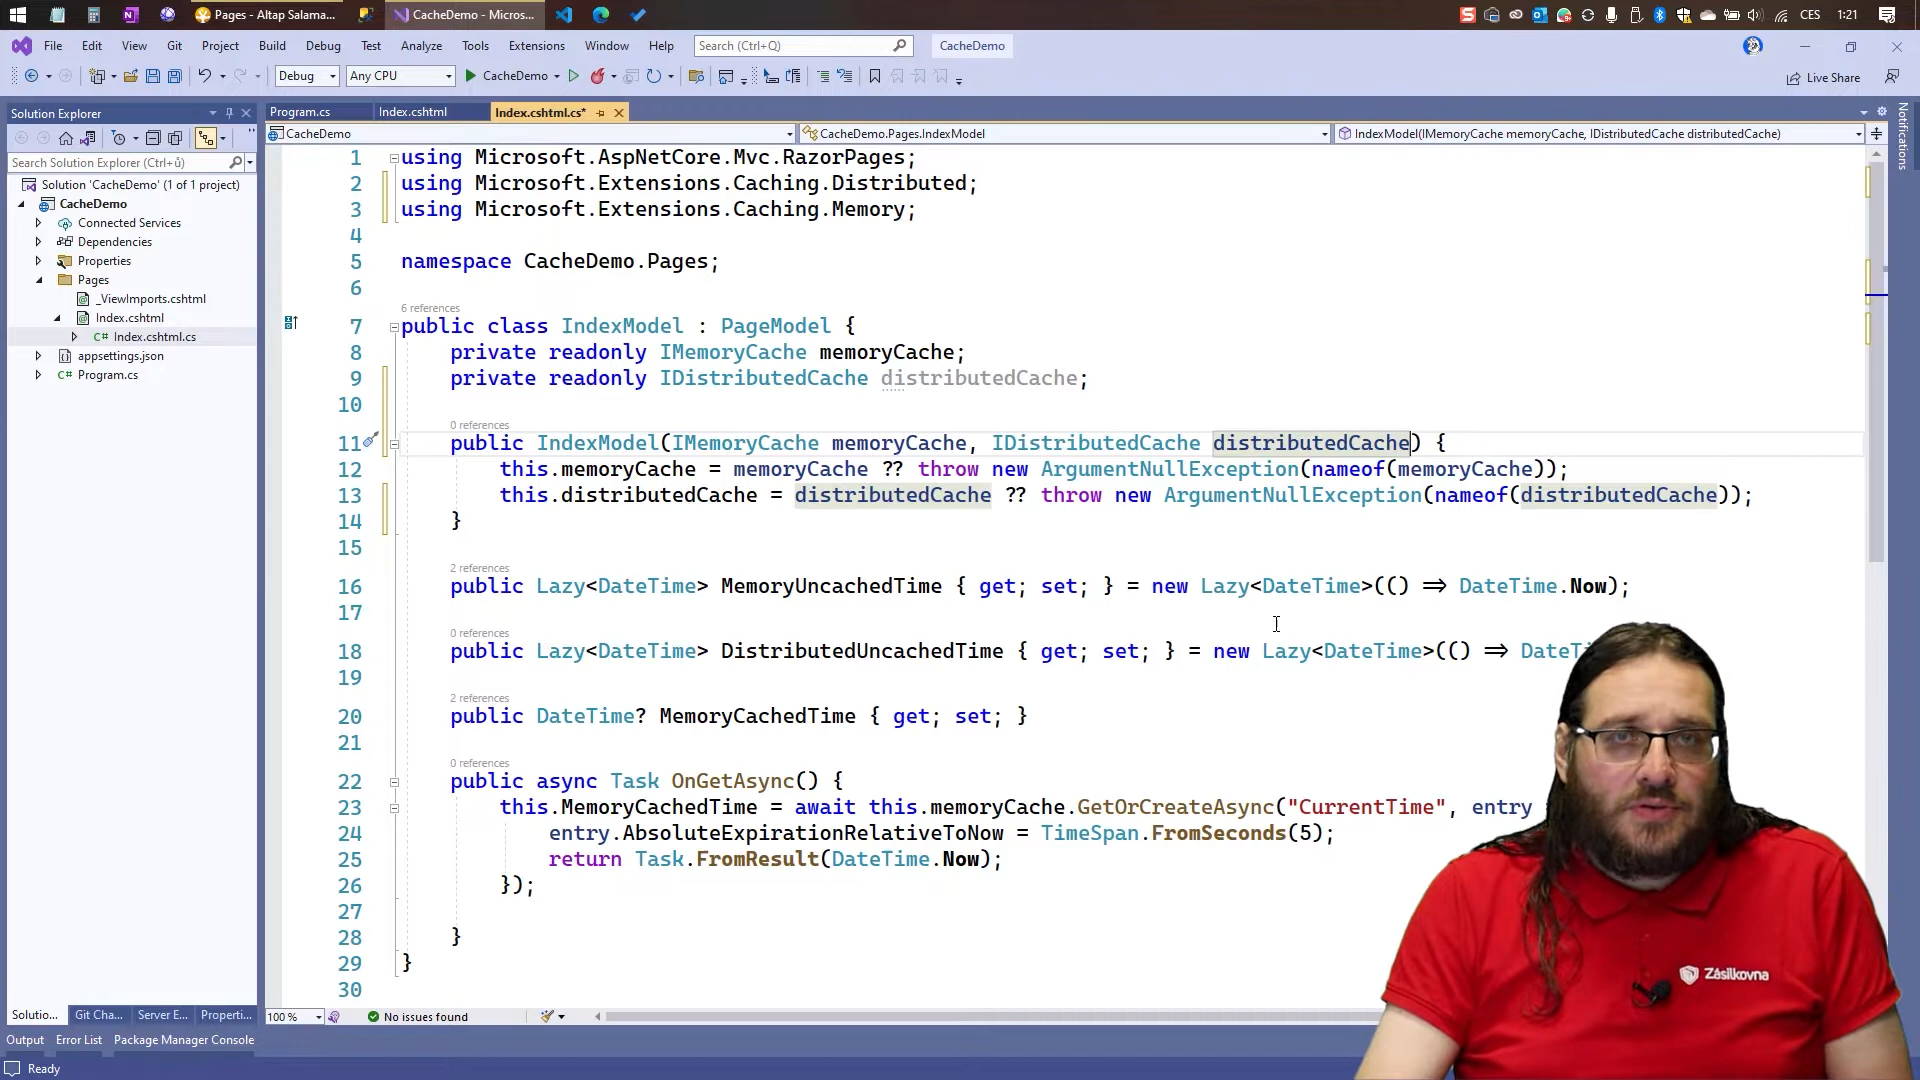 Pages - Altap Salama...
CacheDemo - Micros...
CES
1:21
File Edit View Git Project Build Debug Test Analyze Tools Extensions Window Help
Search (Ctrl+Q)
CacheDemo
Debug
Any CPU
CacheDemo
Live Share
Solution Explorer
Search Solution Explorer (Ctrl+ů)
Solution 'CacheDemo' (1 of 1 project)
CacheDemo
Connected Services
Dependencies
Properties
Pages
_ViewImports.cshtml
Index.cshtml
C# Index.cshtml.cs
appsettings.json
C# Program.cs
Program.cs
Index.cshtml
Index.cshtml.cs*
CacheDemo
CacheDemo.Pages.IndexModel
IndexModel(IMemoryCache memoryCache, IDistributedCache distributedCache)
Notifications
1 using Microsoft.AspNetCore.Mvc.RazorPages;
2 using Microsoft.Extensions.Caching.Distributed;
3 using Microsoft.Extensions.Caching.Memory;
4
5 namespace CacheDemo.Pages;
6
6 references
7 public class IndexModel : PageModel {
8 private readonly IMemoryCache memoryCache;
9 private readonly IDistributedCache distributedCache;
10
0 references
11 public IndexModel(IMemoryCache memoryCache, IDistributedCache distributedCache) {
12 this.memoryCache = memoryCache ?? throw new ArgumentNullException(nameof(memoryCache));
13 this.distributedCache = distributedCache ?? throw new ArgumentNullException(nameof(distributedCache));
14 }
15
2 references
16 public Lazy<DateTime> MemoryUncachedTime { get; set; } = new Lazy<DateTime>(() => DateTime.Now);
17
0 references
18 public Lazy<DateTime> DistributedUncachedTime { get; set; } = new Lazy<DateTime>(() => DateTi
19
2 references
20 public DateTime? MemoryCachedTime { get; set; }
21
0 references
22 public async Task OnGetAsync() {
23 this.MemoryCachedTime = await this.memoryCache.GetOrCreateAsync("CurrentTime", entry =
24 entry.AbsoluteExpirationRelativeToNow = TimeSpan.FromSeconds(5);
25 return Task.FromResult(DateTime.Now);
26 });
27
28 }
29 }
30
Zásilkovna
Solutio... Git Cha... Server E... Properti...
100 %
No issues found
Output Error List Package Manager Console
Ready